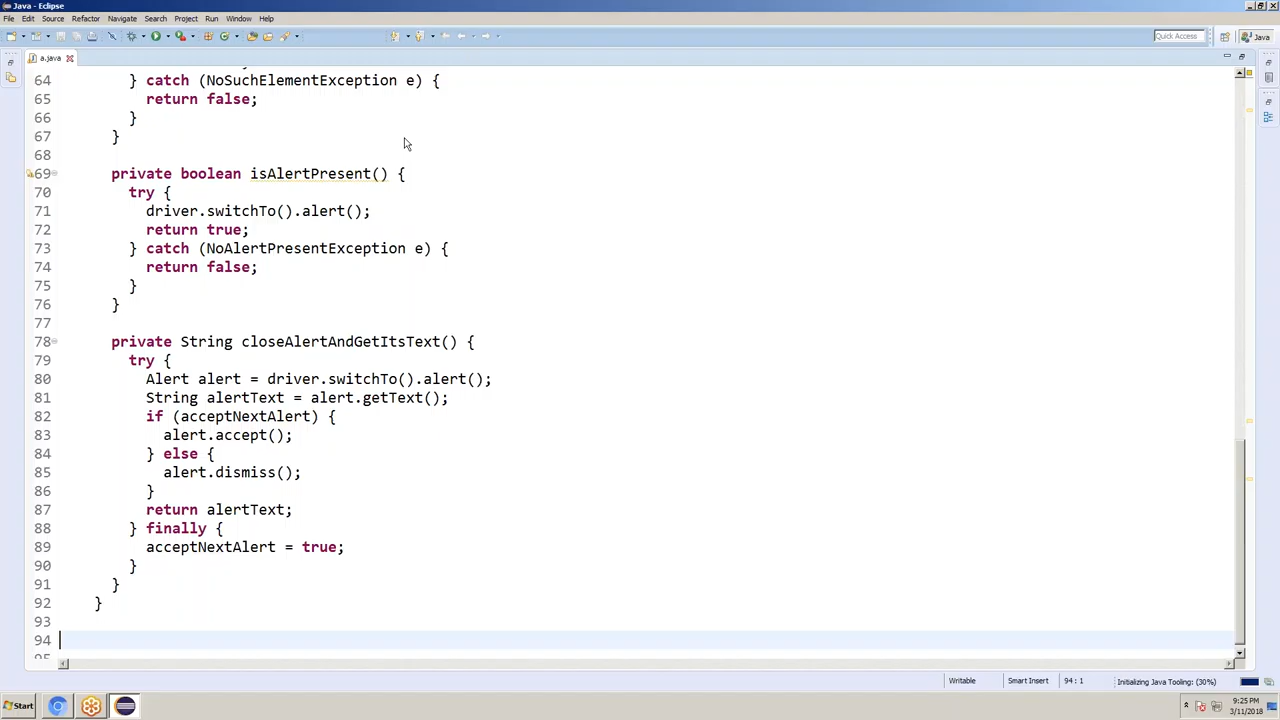 Java - Eclipse
File Edit Source Refactor Navigate Search Project Run Window Help
Quick Access
Java
a.java
64 } catch (NoSuchElementException e) {
65 return false;
66 }
67 }
68
69 private boolean isAlertPresent() {
70 try {
71 driver.switchTo().alert();
72 return true;
73 } catch (NoAlertPresentException e) {
74 return false;
75 }
76 }
77
78 private String closeAlertAndGetItsText() {
79 try {
80 Alert alert = driver.switchTo().alert();
81 String alertText = alert.getText();
82 if (acceptNextAlert) {
83 alert.accept();
84 } else {
85 alert.dismiss();
86 }
87 return alertText;
88 } finally {
89 acceptNextAlert = true;
90 }
91 }
92 }
93
94
95
Writable Smart Insert 94 : 1 Initializing Java Tooling: (30%)
Start 9:25 PM
3/11/2018